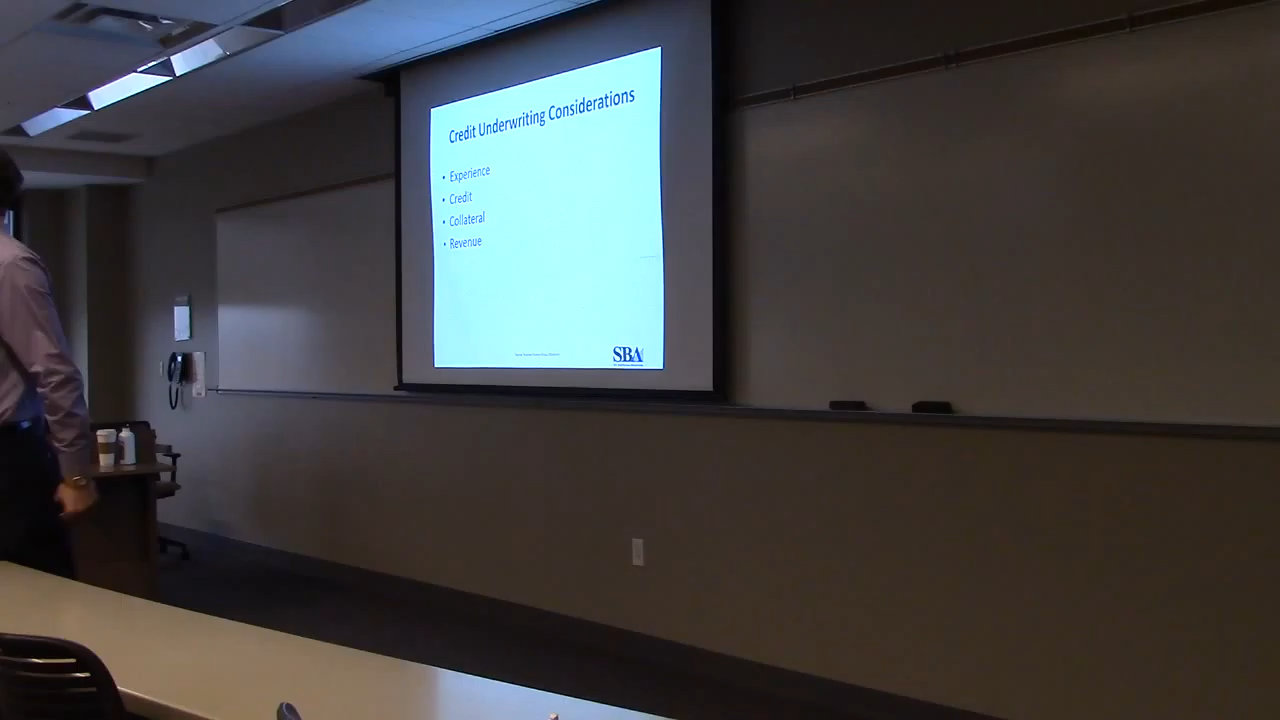 Credit Underwriting Considerations
• Experience
• Credit
• Collateral
• Revenue
SBA